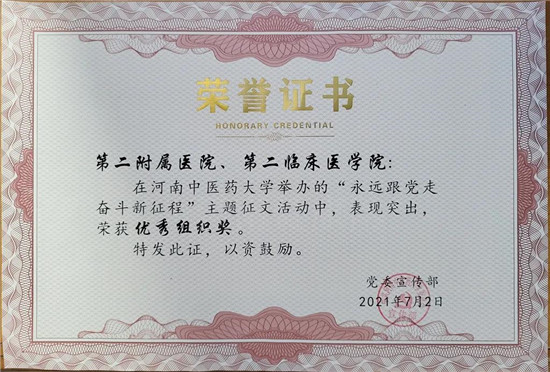 荣誉证书
HONORARY CREDENTIAL
第二附属医院、第二临床医学院:
在河南中医药大学举办的“永远跟党走
奋斗新征程”主题征文活动中，表现突出，
荣获优秀组织奖。
特发此证，以资鼓励。
党委宣传部
2021年7月2日